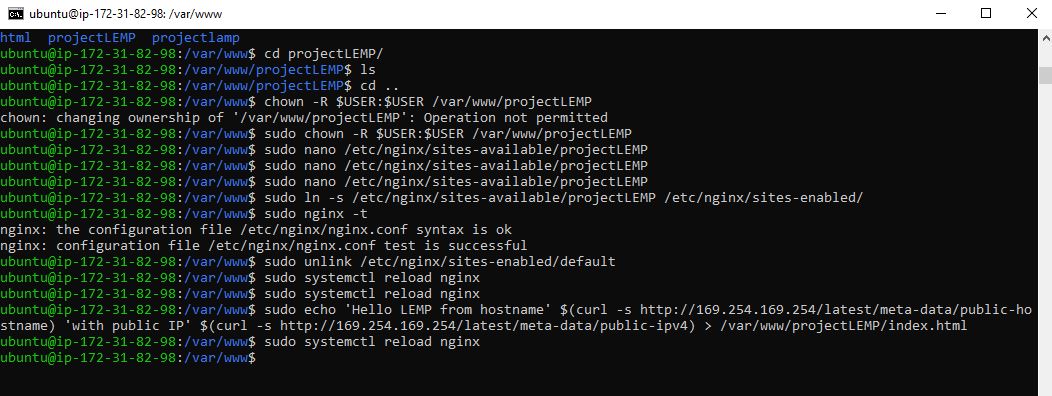 ubuntu@ip-172-31-82-98: /var/www
html  projectLEMP  projectlamp
ubuntu@ip-172-31-82-98:/var/www$ cd projectLEMP/
ubuntu@ip-172-31-82-98:/var/www/projectLEMP$ ls
ubuntu@ip-172-31-82-98:/var/www/projectLEMP$ cd ..
ubuntu@ip-172-31-82-98:/var/www$ chown -R $USER:$USER /var/www/projectLEMP
chown: changing ownership of '/var/www/projectLEMP': Operation not permitted
ubuntu@ip-172-31-82-98:/var/www$ sudo chown -R $USER:$USER /var/www/projectLEMP
ubuntu@ip-172-31-82-98:/var/www$ sudo nano /etc/nginx/sites-available/projectLEMP
ubuntu@ip-172-31-82-98:/var/www$ sudo nano /etc/nginx/sites-available/projectLEMP
ubuntu@ip-172-31-82-98:/var/www$ sudo nano /etc/nginx/sites-available/projectLEMP
ubuntu@ip-172-31-82-98:/var/www$ sudo ln -s /etc/nginx/sites-available/projectLEMP /etc/nginx/sites-enabled/
ubuntu@ip-172-31-82-98:/var/www$ sudo nginx -t
nginx: the configuration file /etc/nginx/nginx.conf syntax is ok
nginx: configuration file /etc/nginx/nginx.conf test is successful
ubuntu@ip-172-31-82-98:/var/www$ sudo unlink /etc/nginx/sites-enabled/default
ubuntu@ip-172-31-82-98:/var/www$ sudo systemctl reload nginx
ubuntu@ip-172-31-82-98:/var/www$ sudo systemctl reload nginx
ubuntu@ip-172-31-82-98:/var/www$ sudo echo 'Hello LEMP from hostname' $(curl -s http://169.254.169.254/latest/meta-data/public-ho
stname) 'with public IP' $(curl -s http://169.254.169.254/latest/meta-data/public-ipv4) > /var/www/projectLEMP/index.html
ubuntu@ip-172-31-82-98:/var/www$ sudo systemctl reload nginx
ubuntu@ip-172-31-82-98:/var/www$